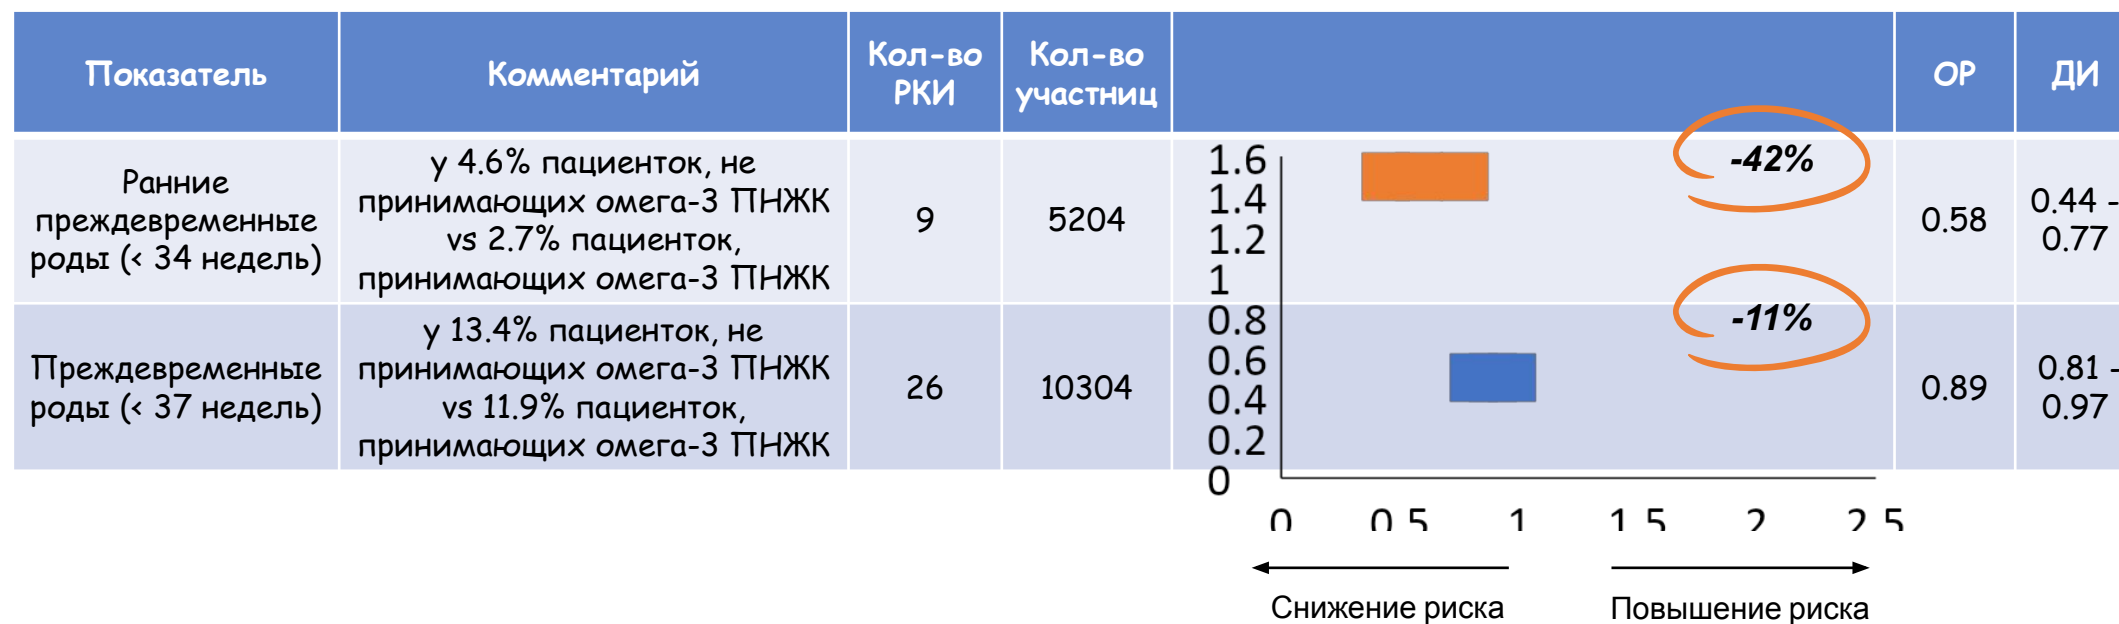 Показатель
Комментарий
Кол-во
РКИ
Кол-во
участниц
ОР
ДИ
Ранние
преждевременные
роды (< 34 недель)
у 4.6% пациенток, не
принимающих омега-3 ПНЖК
vs 2.7% пациенток,
принимающих омега-3 ПНЖК
9
5204
-42%
0.58
0.44 -
0.77
Преждевременные
роды (< 37 недель)
у 13.4% пациенток, не
принимающих омега-3 ПНЖК
vs 11.9% пациенток,
принимающих омега-3 ПНЖК
26
10304
-11%
0.89
0.81 -
0.97
1.6
1.4
1.2
1
0.8
0.6
0.4
0.2
0
0 0.5 1 1.5 2 2.5
Снижение риска
Повышение риска